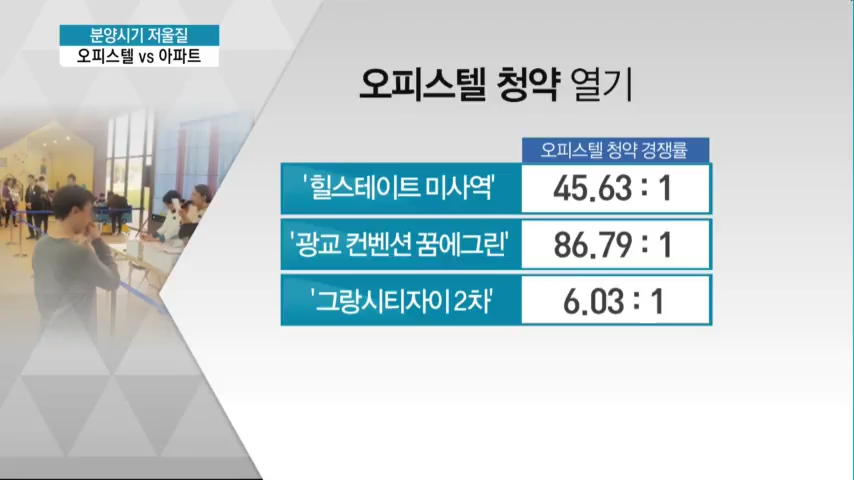 분양시기 저울질
오피스텔 vs 아파트
오피스텔 청약 열기
오피스텔 청약 경쟁률
'힐스테이트 미사역' 45.63 : 1
'광교 컨벤션 꿈에그린' 86.79 : 1
'그랑시티자이 2차' 6.03 : 1